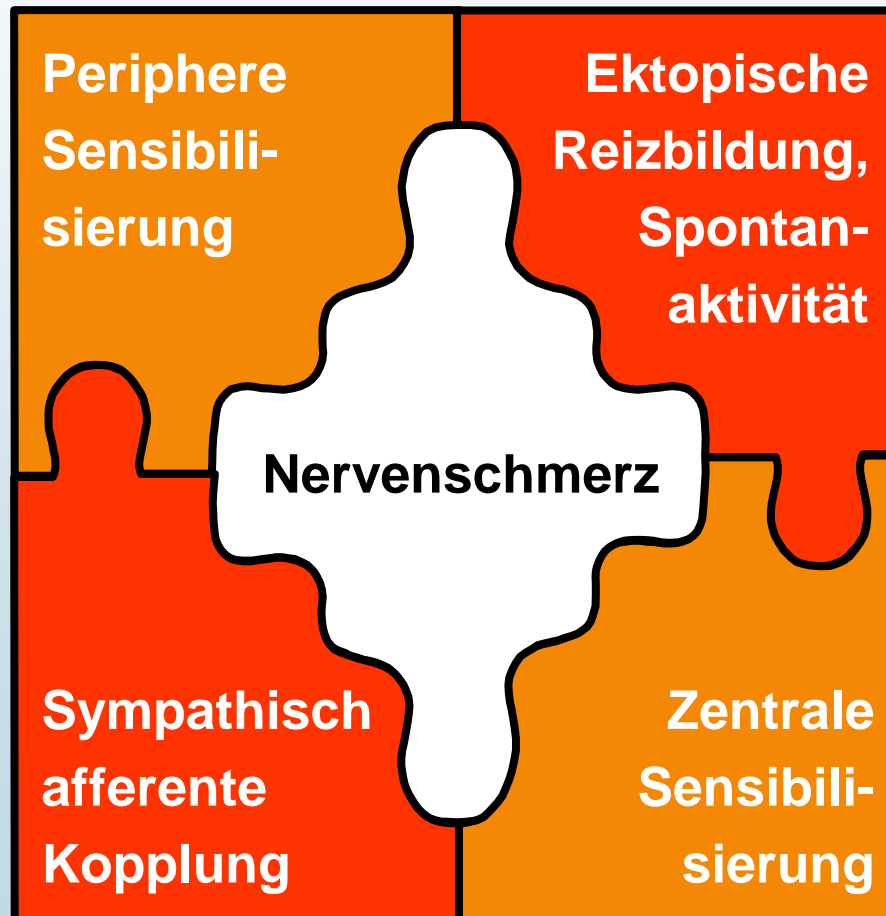 Periphere
Sensibili-
sierung
Ektopische
Reizbildung,
Spontan-
aktivität
Nervenschmerz
Sympathisch
afferente
Kopplung
Zentrale
Sensibili-
sierung